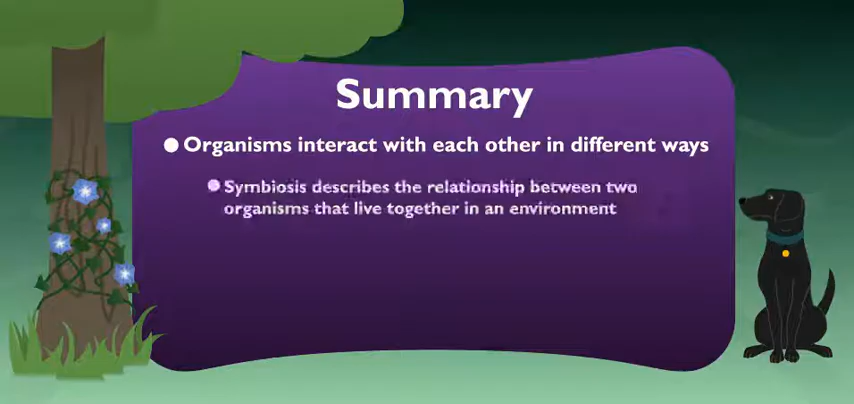 Summary
● Organisms interact with each other in different ways
● Symbiosis describes the relationship between two
organisms that live together in an environment